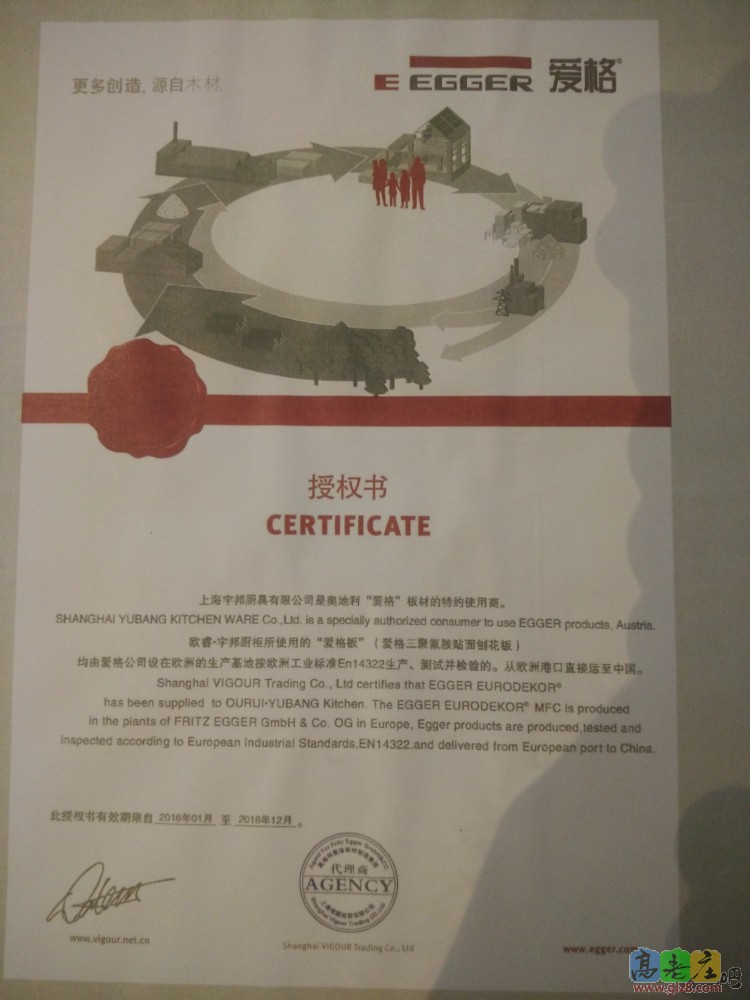 更多创造, 源自木材.
E EGGER 爱格®
授权书
CERTIFICATE
上海宇邦厨具有限公司是奥地利“爱格”板材的特约使用商。
SHANGHAI YUBANG KITCHEN WARE Co.,Ltd. is a specially authorized consumer to use EGGER products, Austria.
欧睿·宇邦厨柜所使用的“爱格板”（爱格三聚氰胺贴面刨花板）
均由爱格公司设在欧洲的生产基地按欧洲工业标准En14322生产、测试并检验的。从欧洲港口直接运至中国。
Shanghai VIGOUR Trading Co., Ltd certifies that EGGER EURODEKOR®
has been supplied to OURUI·YUBANG Kitchen. The EGGER EURODEKOR® MFC is produced
in the plants of FRITZ EGGER GmbH & Co. OG in Europe, Egger products are produced,tested and
inspected according to European Industrial Standards,EN14322.and delivered from European port to China.
此授权书有效期限自 2016年01月 至 2016年12月 。
代理商
AGENCY
Shanghai Vigour Trading CO.,Ltd
www.vigour.net.cn
Shanghai VIGOUR Trading Co., Ltd
www.egger.com
高老庄吧
www.glz8.com